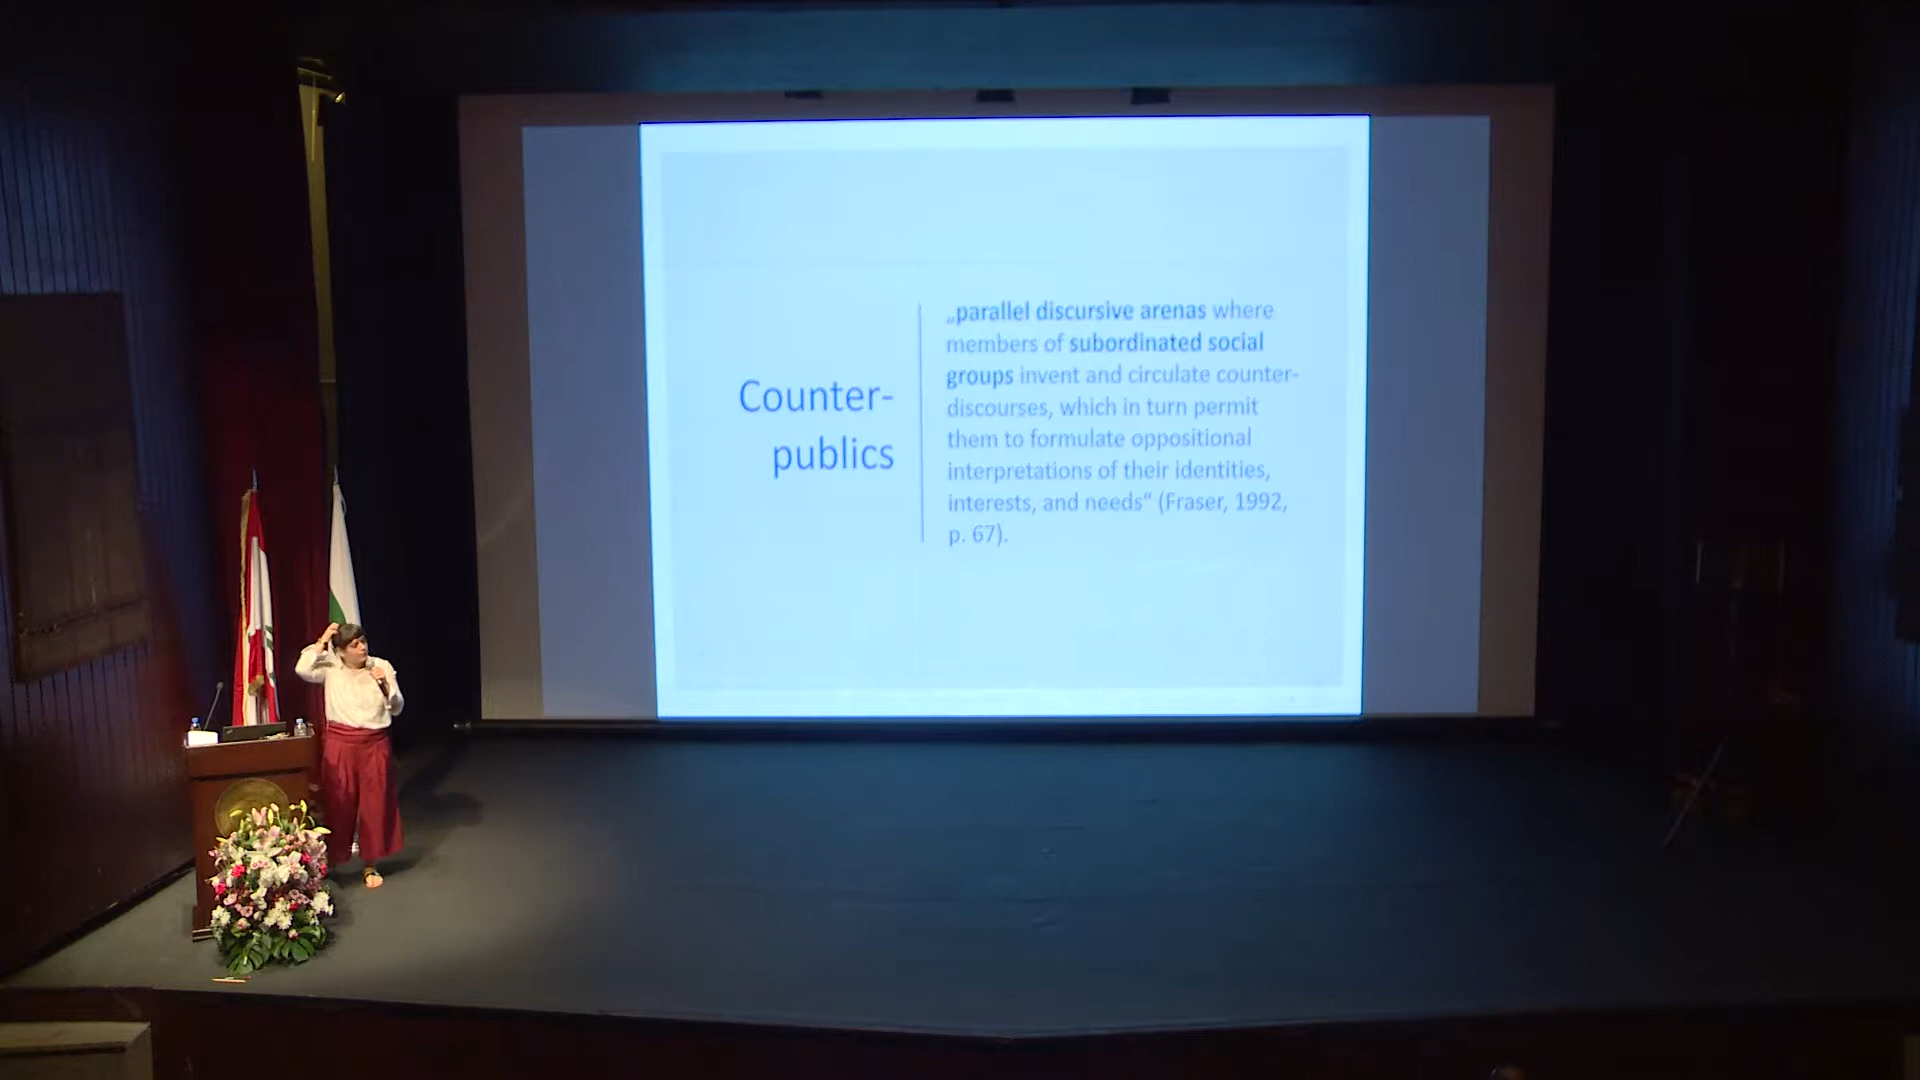 Counter-
publics
„parallel discursive arenas where
members of subordinated social
groups invent and circulate counter-
discourses, which in turn permit
them to formulate oppositional
interpretations of their identities,
interests, and needs“ (Fraser, 1992,
p. 67).